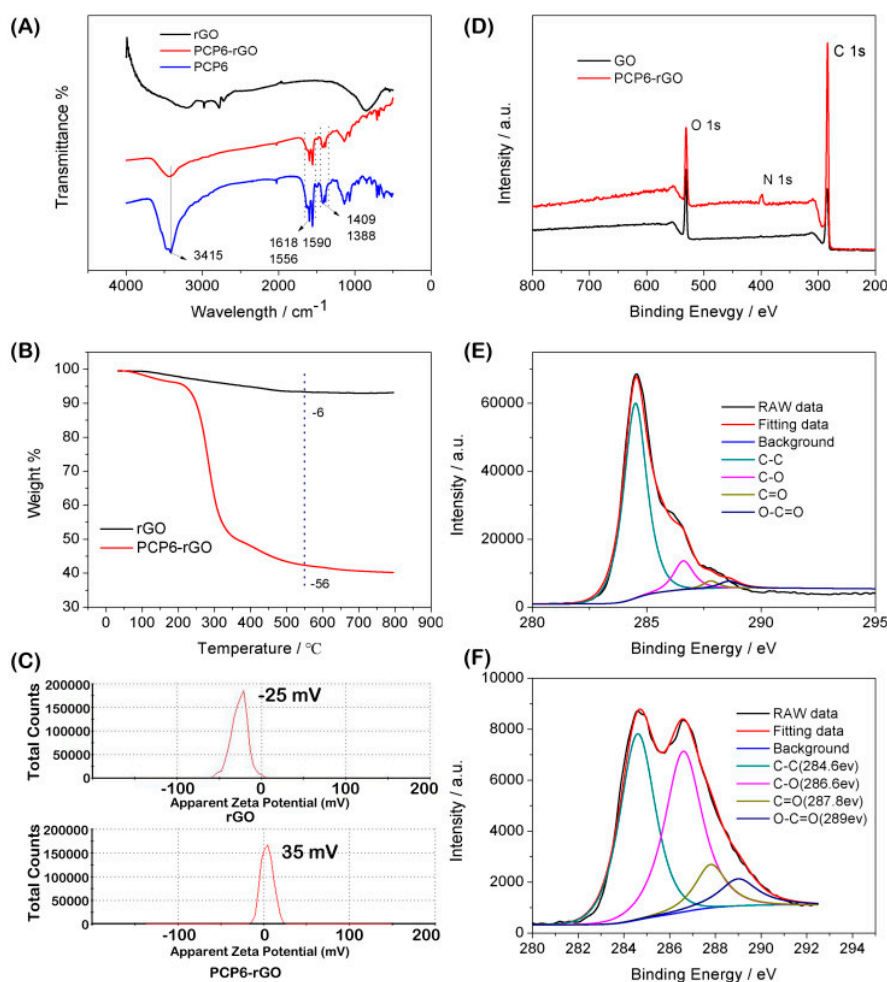 (A)
rGO
PCP6-rGO
PCP6
Transmittance %
3415
1618 1590
1556
1409
1388
4000 3000 2000 1000 0
Wavelength / cm-1
(B)
100
90
80
70
60
50
40
30
Weight %
-6
rGO
PCP6-rGO
-56
0 100 200 300 400 500 600 700 800 900
Temperature / ℃
(C)
200000
150000
100000
50000
0
Total Counts
-25 mV
-100 0 100 200
Apparent Zeta Potential (mV)
rGO
200000
150000
100000
50000
0
Total Counts
35 mV
-100 0 100 200
Apparent Zeta Potential (mV)
PCP6-rGO
(D)
GO
PCP6-rGO
C 1s
O 1s
N 1s
Intensity / a.u.
800 700 600 500 400 300 200
Binding Enevgy / eV
(E)
60000
40000
20000
0
Intensity / a.u.
RAW data
Fitting data
Background
C-C
C-O
C=O
O-C=O
280 285 290 295
Binding Energy / eV
(F)
10000
8000
6000
4000
2000
0
Intensity / a.u.
RAW data
Fitting data
Background
C-C(284.6ev)
C-O(286.6ev)
C=O(287.8ev)
O-C=O(289ev)
280 282 284 286 288 290 292 294
Binding Energy / eV